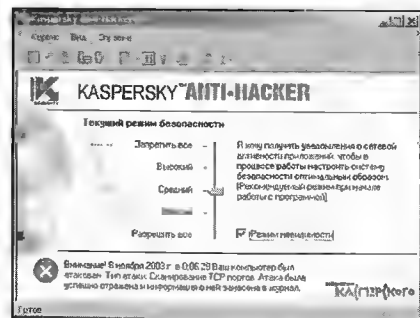 Kaspersky Anti-Hacker
Сервис Вид Справка
KASPERSKY™ ANTI-HACKER
Текущий режим безопасности
Запретить все
Высокий
Средний
Разрешить все
Я хочу получать уведомления о сетевой
активности приложений, чтобы в
процессе работы настроить систему
безопасности оптимальным образом.
(Рекомендуемый режим при начале
работы с программой)
Режим невидимости
Внимание! 8 ноября 2003 г. в 0:06:29 Ваш компьютер был
атакован. Тип атаки: Сканирование TCP портов. Атака была
успешно отражена и информация о ней занесена в журнал.
Готов